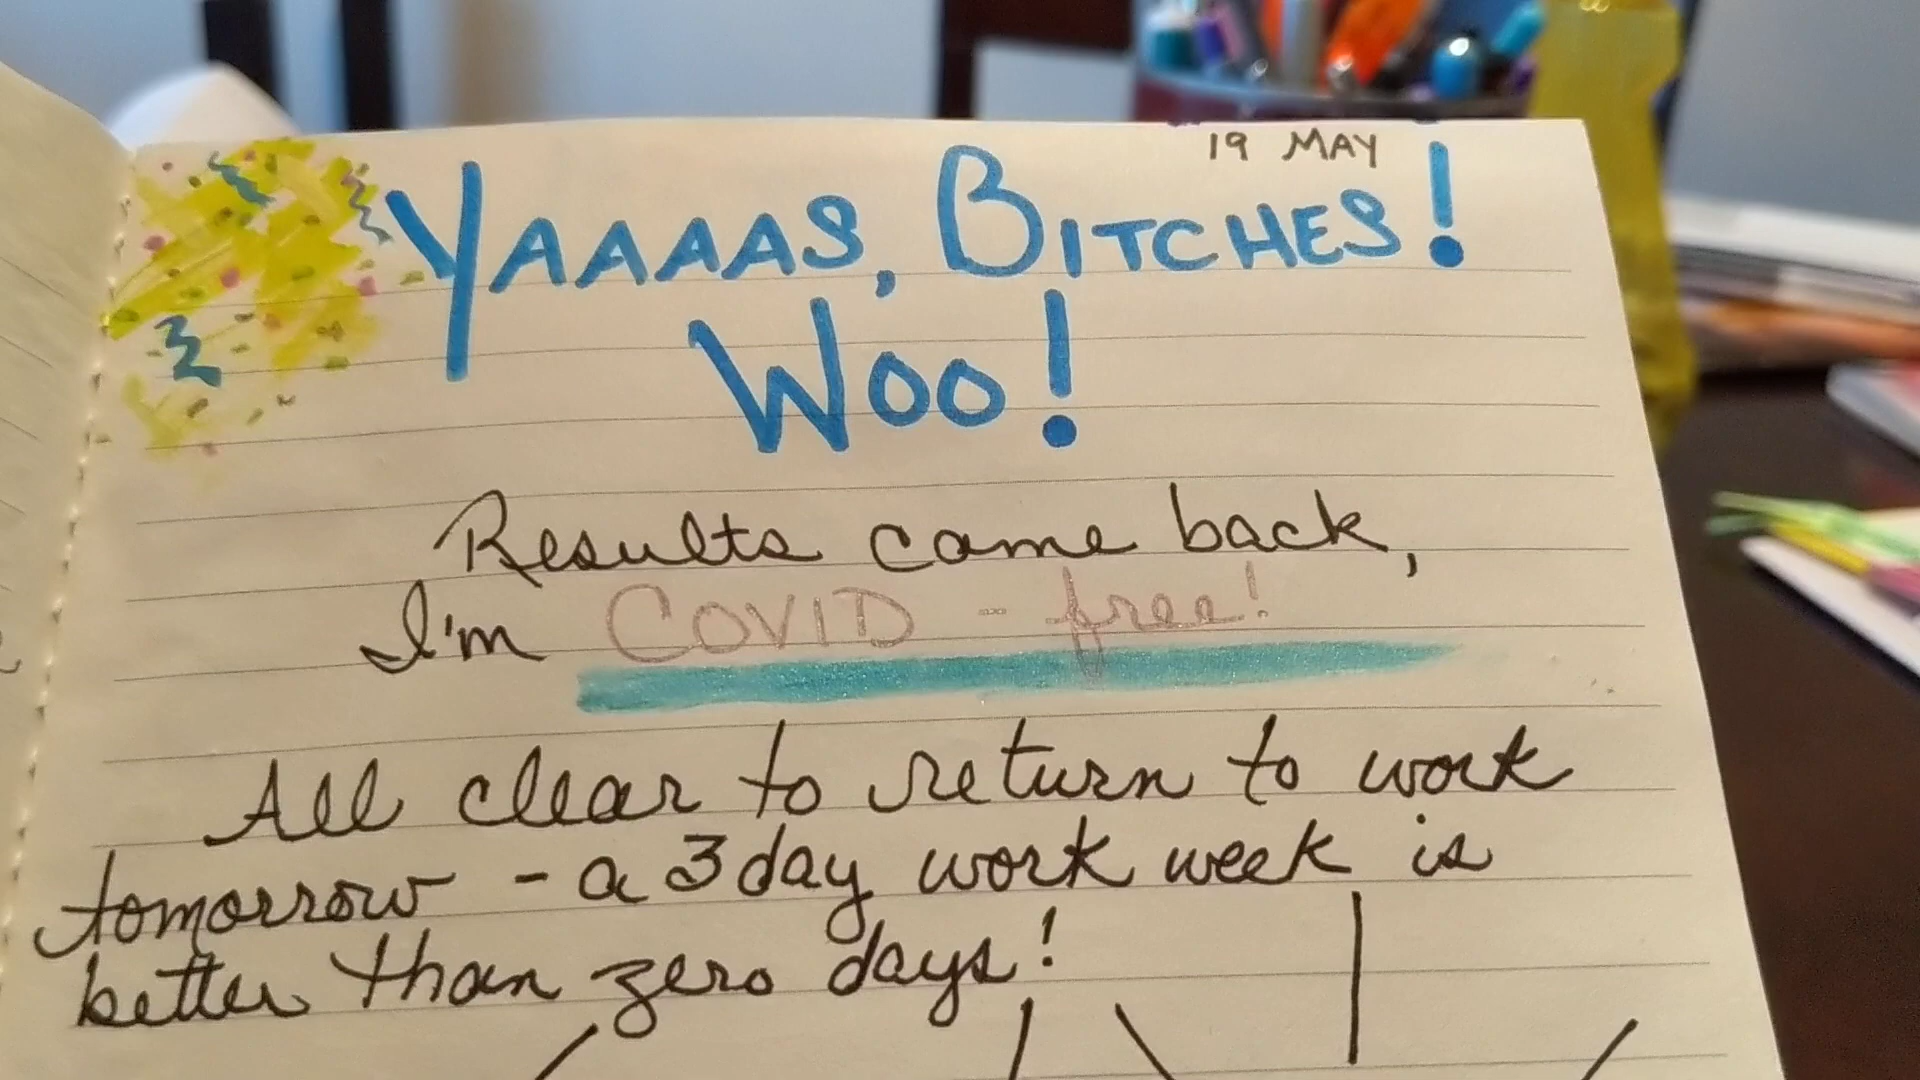 19 MAY
YAAAAS, BITCHES!
WOO!
Results came back,
I'm COVID - free!
All clear to return to work
tomorrow - a 3 day work week is
better than zero days!